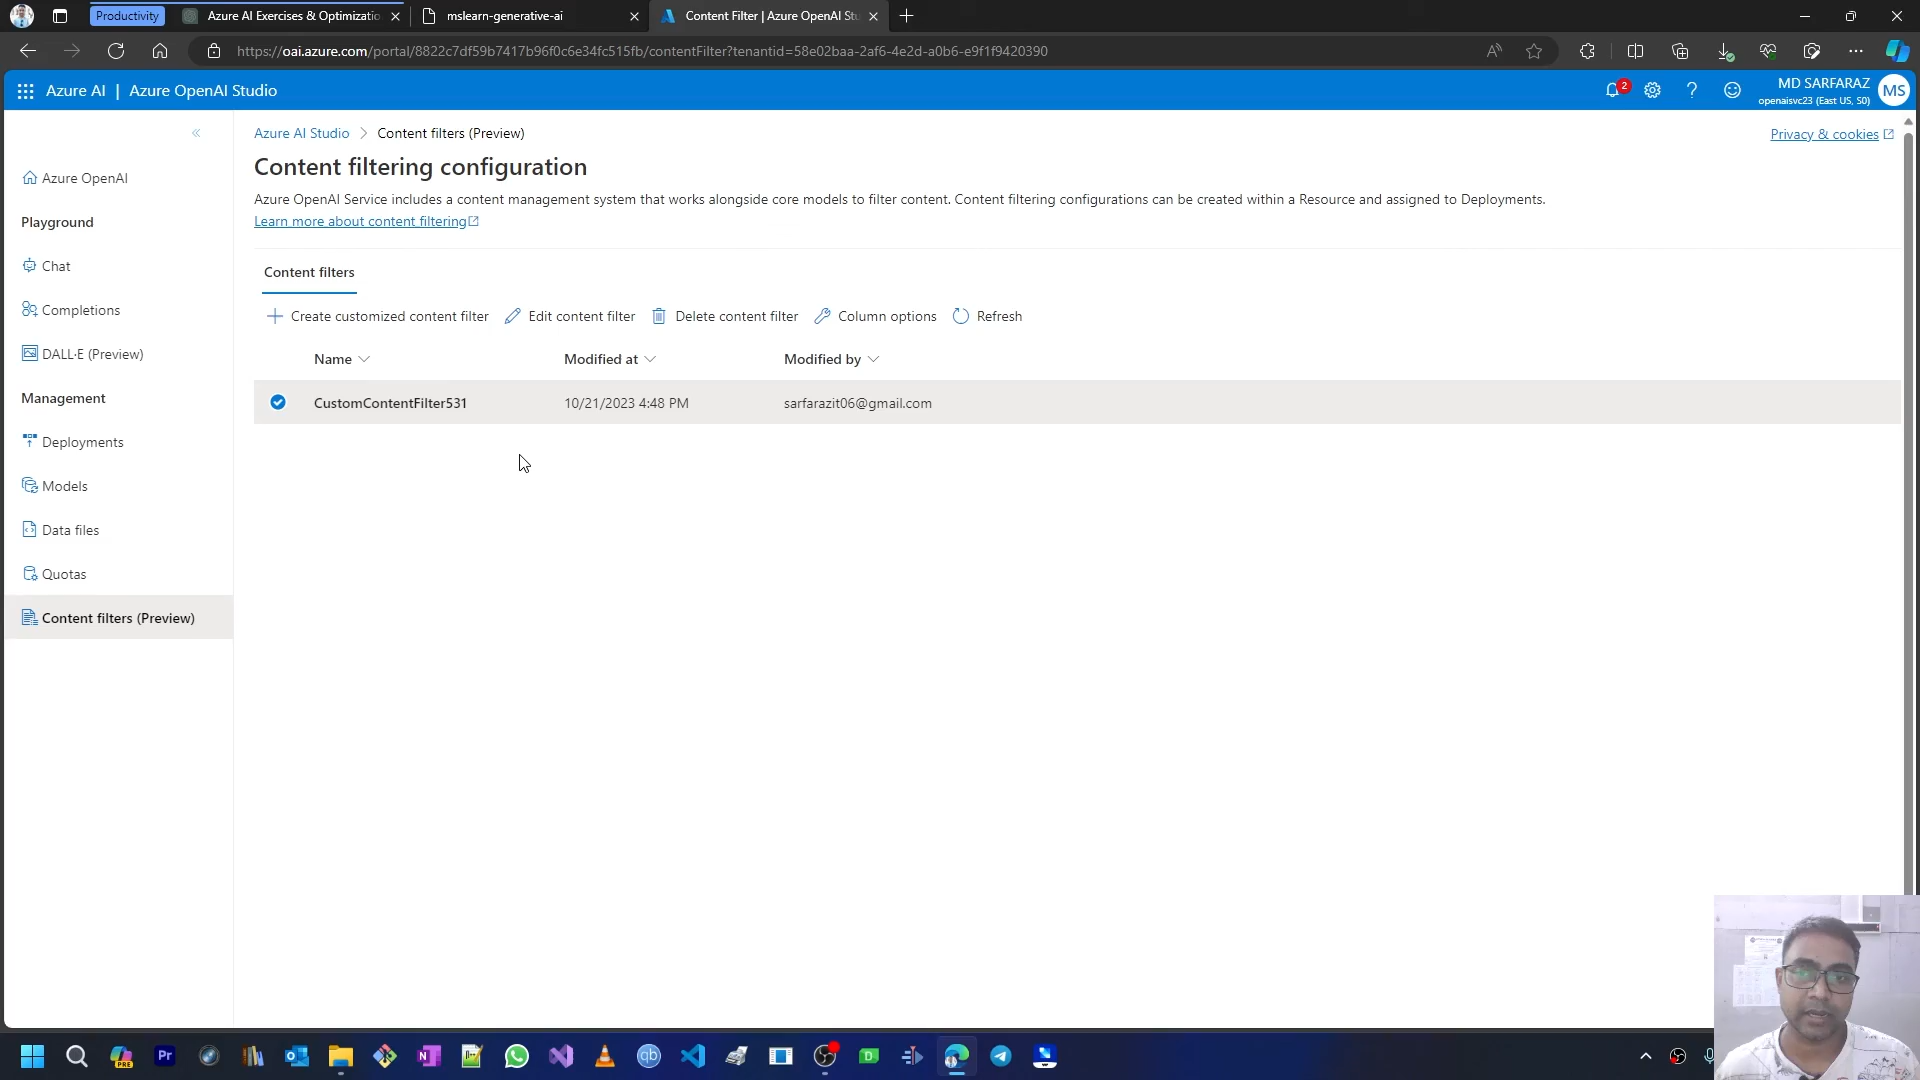 Productivity
Azure AI Exercises & Optimizatio
mslearn-generative-ai
Content Filter | Azure OpenAI Stu
https://oai.azure.com/portal/8822c7df59b7417b96f0c6e34fc515fb/contentFilter?tenantid=58e02baa-2af6-4e2d-a0b6-e9f1f9420390
Azure AI | Azure OpenAI Studio
2
MD SARFARAZ
openaisvc23 (East US, S0)
MS
Azure AI Studio > Content filters (Preview)
Privacy & cookies
Content filtering configuration
Azure OpenAI Service includes a content management system that works alongside core models to filter content. Content filtering configurations can be created within a Resource and assigned to Deployments.
Learn more about content filtering
Azure OpenAI
Playground
Chat
Completions
DALL·E (Preview)
Management
Deployments
Models
Data files
Quotas
Content filters (Preview)
Content filters
Create customized content filter
Edit content filter
Delete content filter
Column options
Refresh
Name
Modified at
Modified by
CustomContentFilter531
10/21/2023 4:48 PM
sarfarazit06@gmail.com
PRE
Pr
N
qb
D